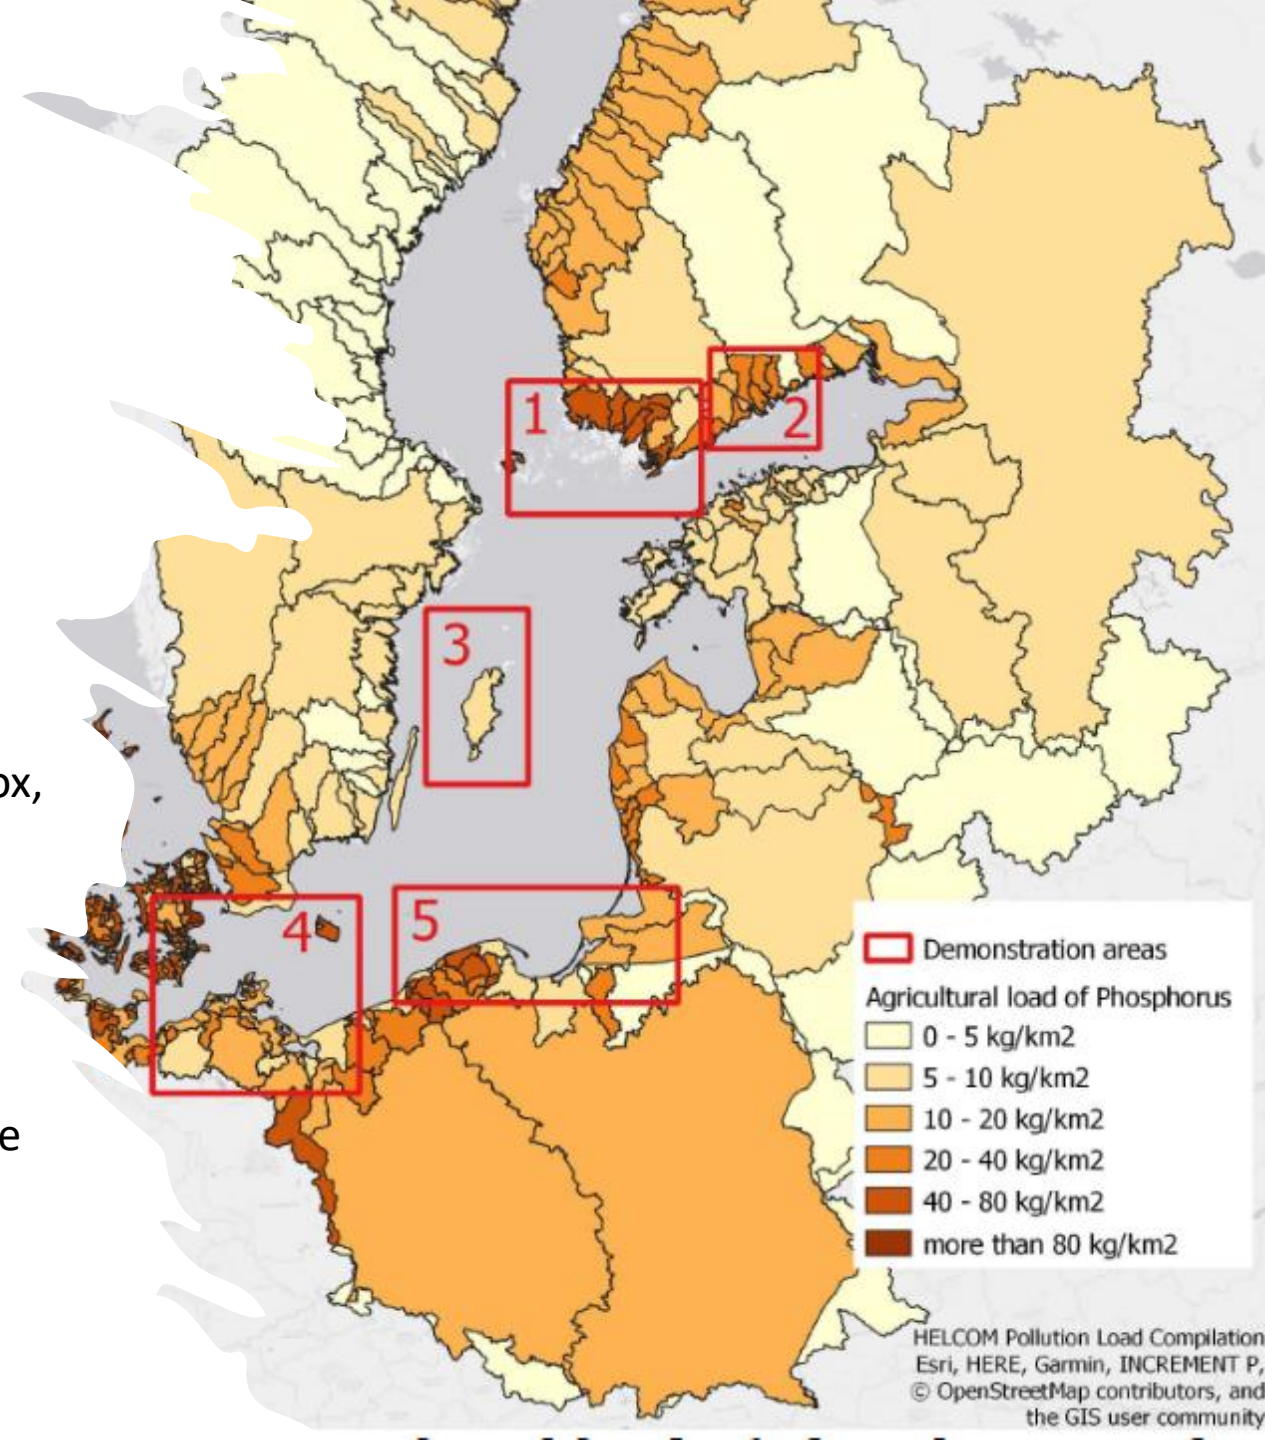 1
2
3
ox,
4
5
Demonstration areas
Agricultural load of Phosphorus
0 - 5 kg/km2
5 - 10 kg/km2
10 - 20 kg/km2
e
20 - 40 kg/km2
40 - 80 kg/km2
more than 80 kg/km2
HELCOM Pollution Load Compilation
Esri, HERE, Garmin, INCREMENT P,
© OpenStreetMap contributors, and
the GIS user community